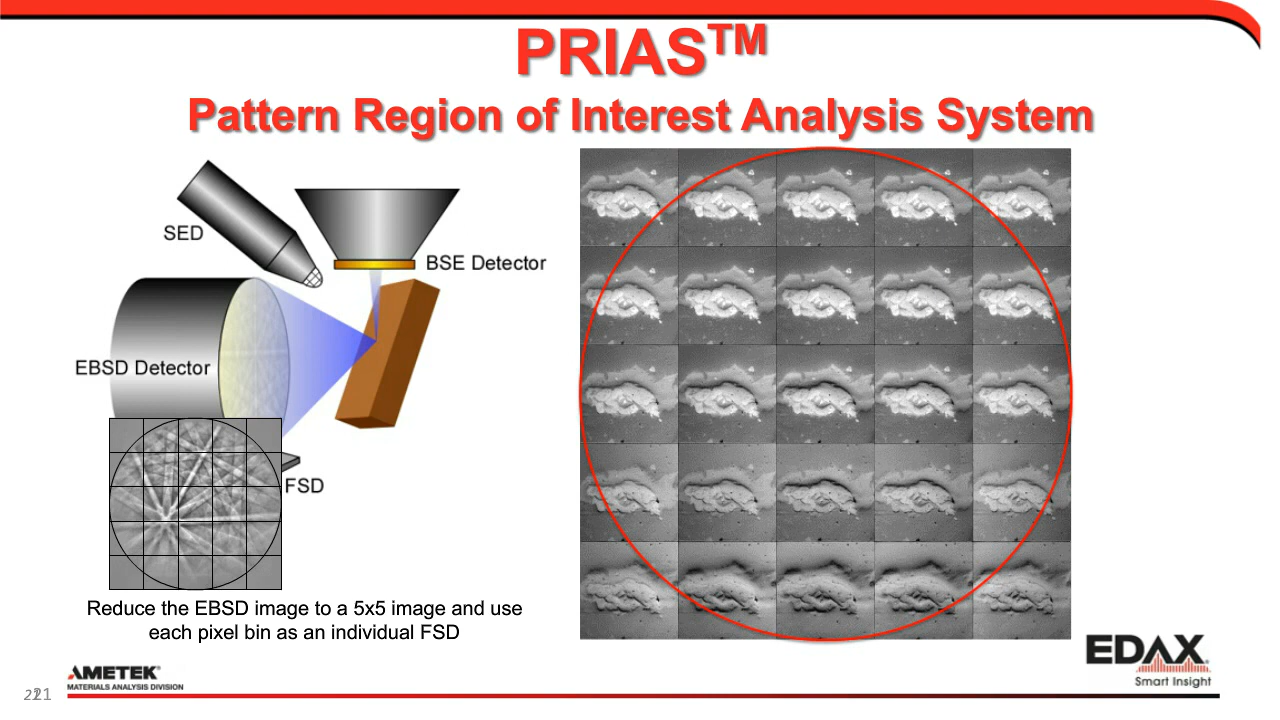 PRIAS™
Pattern Region of Interest Analysis System
SED
BSE Detector
EBSD Detector
FSD
Reduce the EBSD image to a 5x5 image and use
each pixel bin as an individual FSD
AMETEK®
MATERIALS ANALYSIS DIVISION
EDAX
Smart Insight
21